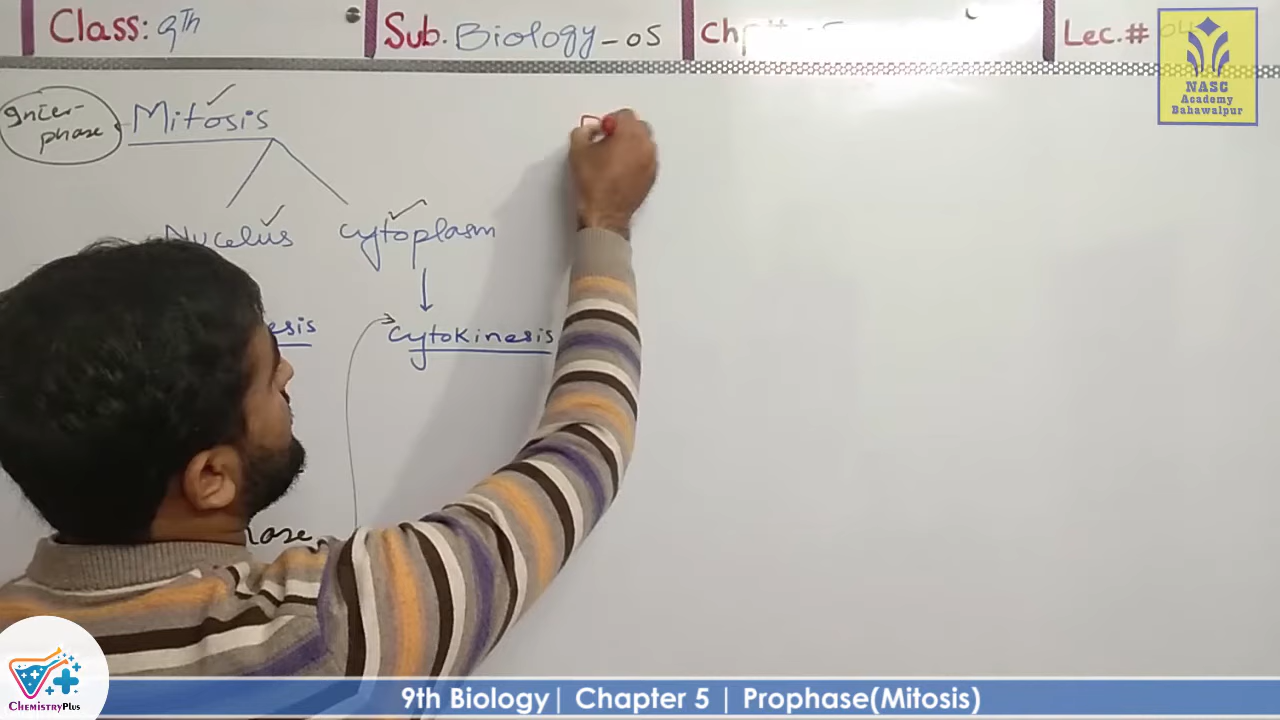 Class: 9Th
Sub. Biology-05
Lec.#
NASC
Academy
Bahawalpur
Inter-
phase
Mitosis
Nucelus
Cytoplasm
Cytokinesis
9th Biology| Chapter 5 | Prophase(Mitosis)
ChemistryPlus